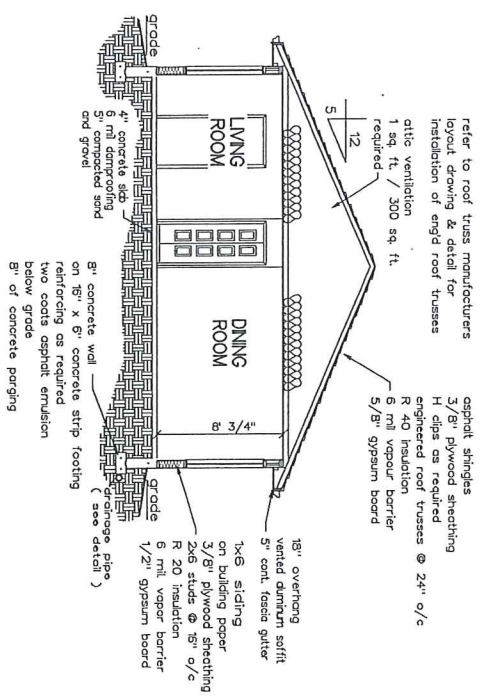 refer to roof truss manufacturers
layout drawing & detail for
installation of eng'd roof trusses
12
5
attic ventilation
1 sq. ft. / 300 sq. ft.
required
asphalt shingles
3/8" plywood sheathing
H clips as required
engineered roof trusses @ 24" o/c
R 40 insulation
6 mil vapour barrier
5/8" gypsum board
LIVING
ROOM
DINING
ROOM
8' 3/4"
18" overhang
vented aluminum soffit
5" cont. fascia gutter
1x6 siding
on building paper
3/8" plywood sheathing
2x6 studs @ 16" o/c
R 20 insulation
6 mil vapor barrier
1/2" gypsum board
grade
grade
4" concrete slab
6 mil damproofing
5" compacted sand
and gravel
8" concrete wall
on 16" x 6" concrete strip footing
reinforcing as required
two coats asphalt emulsion
below grade
8" of concrete parging
drainage pipe
( see detail )